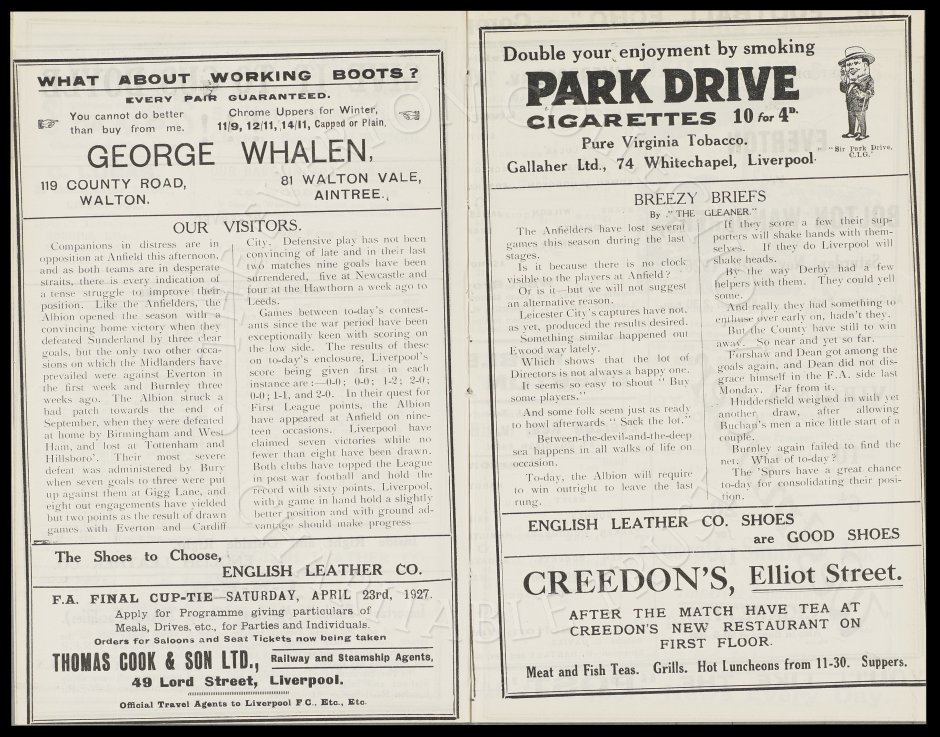 WHAT ABOUT WORKING BOOTS?
EVERY PAIR GUARANTEED.
You cannot do better
than buy from me.
Chrome Uppers for Winter,
11/9, 12/11, 14/11, Capped or Plain,
GEORGE WHALEN,
119 COUNTY ROAD,
WALTON.
81 WALTON VALE,
AINTREE.
OUR VISITORS.
Companions in distress are in
opposition at Anfield this afternoon,
and as both teams are in desperate
straits, there is every indication of
a tense struggle to improve their
position. Like the Anfielders, the
Albion opened the season with a
convincing home victory when they
defeated Sunderland by three clear
goals, but the only two other occa-
sions on which the Midlanders have
prevailed were against Everton in
the first week and Burnley three
weeks ago. The Albion struck a
bad patch towards the end of
September, when they were defeated
at home by Birmingham and West
Ham, and lost at Tottenham and
Hillsboro'. Their most severe
defeat was administered by Bury
when seven goals to three were put
up against them at Gigg Lane, and
eight out engagements have yielded
but two points as the result of drawn
games with Everton and Cardiff
City. Defensive play has not been
convincing of late and in their last
two matches nine goals have been
surrendered, five at Newcastle and
four at the Hawthorn a week ago to
Leeds.
Games between to-day's contest-
ants since the war period have been
exceptionally keen with scoring on
the low side. The results of these
on to-day's enclosure, Liverpool's
score being given first in each
instance are :—0-0; 0-0; 1-2; 2-0;
0-0; 1-1, and 2-0. In their quest for
First League points, the Albion
have appeared at Anfield on nine-
teen occasions. Liverpool have
claimed seven victories while no
fewer than eight have been drawn.
Both clubs have topped the League
in post war football and hold the
record with sixty points. Liverpool,
with a game in hand hold a slightly
better position and with ground ad-
vantage should make progress
The Shoes to Choose,
ENGLISH LEATHER CO.
F.A. FINAL CUP-TIE SATURDAY, APRIL 23rd, 1927.
Apply for Programme giving particulars of
Meals, Drives. etc., for Parties and Individuals.
Orders for Saloons and Seat Tickets now being taken
THOMAS COOK & SON LTD., Railway and Steamship Agents,
49 Lord Street, Liverpool.
Official Travel Agents to Liverpool F C., Etc., Etc.
Double your enjoyment by smoking
PARK DRIVE
CIGARETTES 10 for 4D.
Pure Virginia Tobacco.
Gallaher Ltd., 74 Whitechapel, Liverpool.
"Sir Park Drive,
C.I.G."
BREEZY BRIEFS
By "THE GLEANER."
The Anfielders have lost several
games this season during the last
stages.
Is it because there is no clock
visible to the players at Anfield?
Or is it—but we will not suggest
an alternative reason.
Leicester City's captures have not,
as yet, produced the results desired.
Something similar happened out
Ewood way lately.
Which shows that the lot of
Directors is not always a happy one.
It seems so easy to shout "Buy
some players."
And some folk seem just as ready
to howl afterwards "Sack the lot."
Between-the-devil-and-the-deep
sea happens in all walks of life on
occasion.
To-day, the Albion will require
to win outright to leave the last
rung.
If they score a few their sup-
porters will shake hands with them-
selves. If they do Liverpool will
shake heads.
By the way Derby had a few
helpers with them. They could yell
some.
And really they had something to
enthuse over early on, hadn't they.
But the County have still to win
away. So near and yet so far.
Forshaw and Dean got among the
goals again, and Dean did not dis-
grace himself in the F.A. side last
Monday. Far from it.
Huddersfield weighed in with yet
another draw, after allowing
Buchan's men a nice little start of a
couple.
Burnley again failed to find the
net. What of to-day?
The 'Spurs have a great chance
to-day for consolidating their posi-
tion.
ENGLISH LEATHER CO. SHOES
are GOOD SHOES
CREEDON'S, Elliot Street.
AFTER THE MATCH HAVE TEA AT
CREEDON'S NEW RESTAURANT ON
FIRST FLOOR.
Meat and Fish Teas. Grills. Hot Luncheons from 11-30. Suppers.